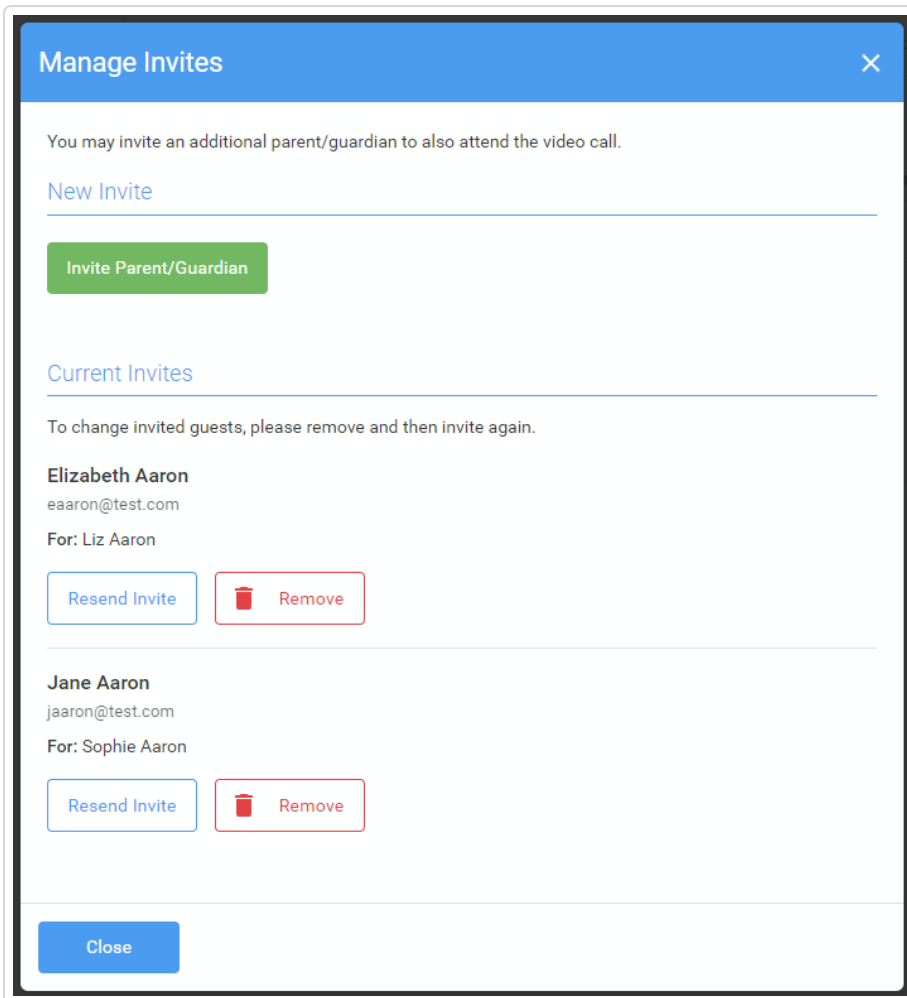 Manage Invites
You may invite an additional parent/guardian to also attend the video call.
New Invite
Invite Parent/Guardian
Current Invites
To change invited guests, please remove and then invite again.
Elizabeth Aaron
eaaron@test.com
For: Liz Aaron
Resend Invite Remove
Jane Aaron
jaaron@test.com
For: Sophie Aaron
Resend Invite Remove
Close